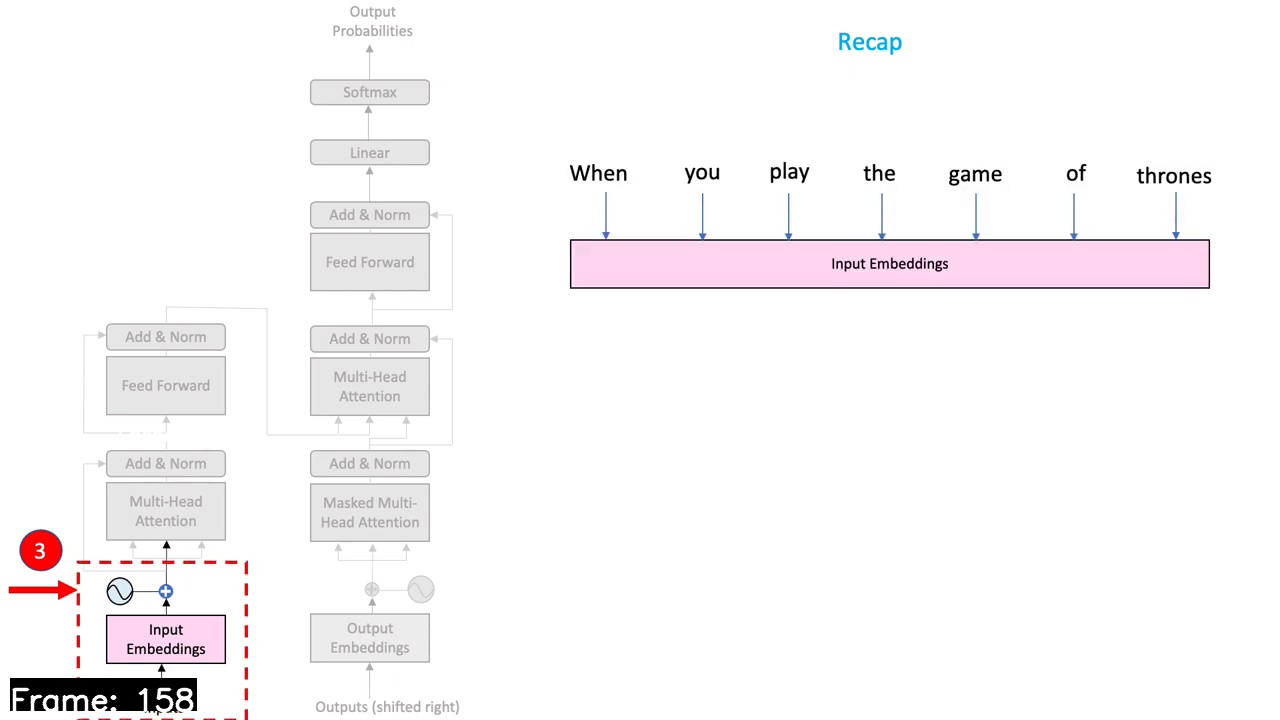 Output
Probabilities
Softmax
Linear
Add & Norm
Feed Forward
Add & Norm
Multi-Head
Attention
Add & Norm
Masked Multi-
Head Attention
Output
Embeddings
Outputs (shifted right)
Add & Norm
Feed Forward
Add & Norm
Multi-Head
Attention
3
Input
Embeddings
Frame: 158
Recap
When you play the game of thrones
Input Embeddings